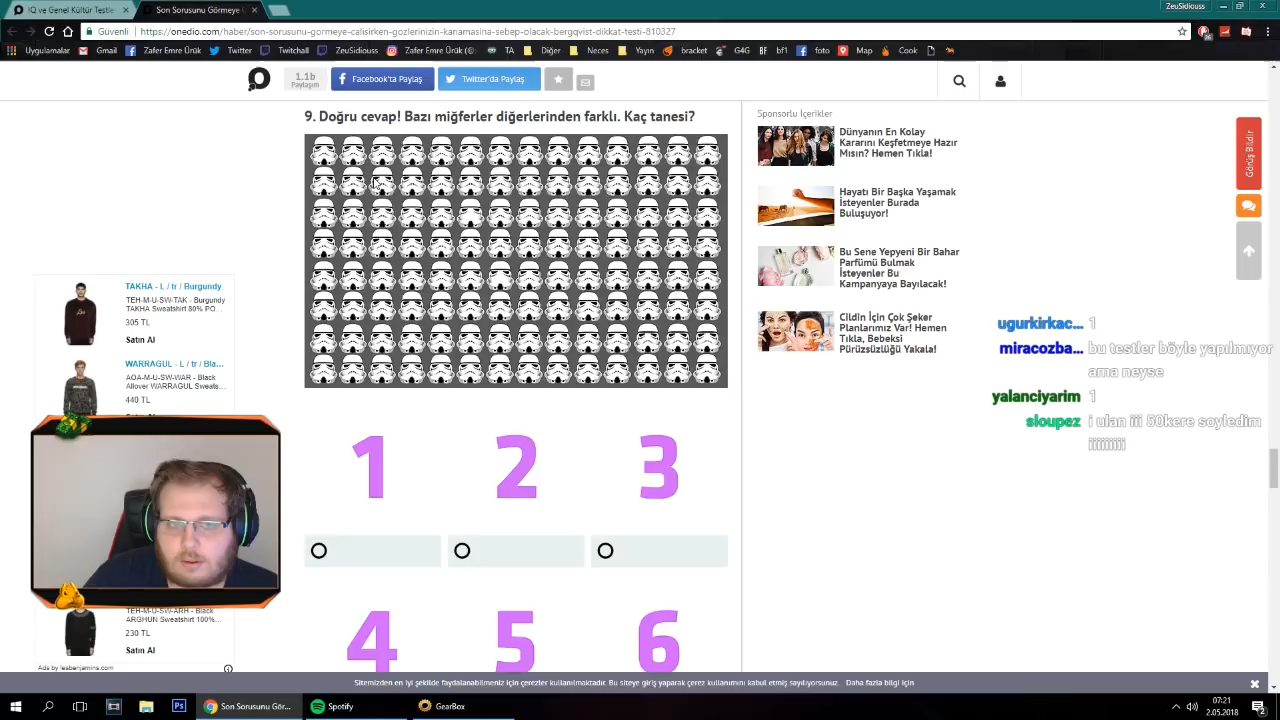 IQ ve Genel Kültür Testle
Son Sorusunu Görmeye Ça
ZeuSidiouss
Güvenli
https://onedio.com/haber/son-sorusunu-gormeye-calisirken-gozlerinizin-kanamasina-sebep-olacak-bergqvist-dikkat-testi-810327
Uygulamalar
Gmail
Zafer Emre Ürük
Twitter
Twitchall
ZeuSidiouss
Zafer Emre Ürük (@
TA
Diğer
Neces
Yayin
bracket
G4G
BF
bf1
foto
Map
Cook
Dota
1.1b
Paylaşım
Facebook'ta Paylaş
Twitter'da Paylaş
9. Doğru cevap! Bazı miğferler diğerlerinden farklı. Kaç tanesi?
1
2
3
4
5
6
Sponsorlu İçerikler
Dünyanın En Kolay
Kararını Keşfetmeye Hazır
Mısın? Hemen Tıkla!
Hayatı Bir Başka Yaşamak
İsteyenler Burada
Buluşuyor!
Bu Sene Yepyeni Bir Bahar
Parfümü Bulmak
İsteyenler Bu
Kampanyaya Bayılacak!
Cildin İçin Çok Şeker
Planlarımız Var! Hemen
Tıkla, Bebeksi
Pürüzsüzlüğü Yakala!
Görüş Bildir
ugurkirkac... 1
miracozba... bu testler böyle yapılmıyor
ama neyse
yalanciyarim 1
sloupez i ulan iii 50kere soyledim
iiiiiiiiii
TAKHA - L / tr / Burgundy
TEH-M-U-SW-TAK - Burgundy
TAKHA Sweatshirt 80% PO...
305 TL
Satın Al
WARRAGUL - L / tr / Bla...
AOA-M-U-SW-WAR - Black
Allover WARRAGUL Sweats...
440 TL
TEH-M-U-SW-ARH - Black
ARGHUN Sweatshirt 100%...
230 TL
Satın Al
Ads by lesbenjamins.com
Sitemizden en iyi şekilde faydalanabilmeniz için çerezler kullanılmaktadır. Bu siteye giriş yaparak çerez kullanımını kabul etmiş sayılıyorsunuz. Daha fazla bilgi için
Son Sorusunu Gör...
Spotify
GearBox
07:21
2.05.2018